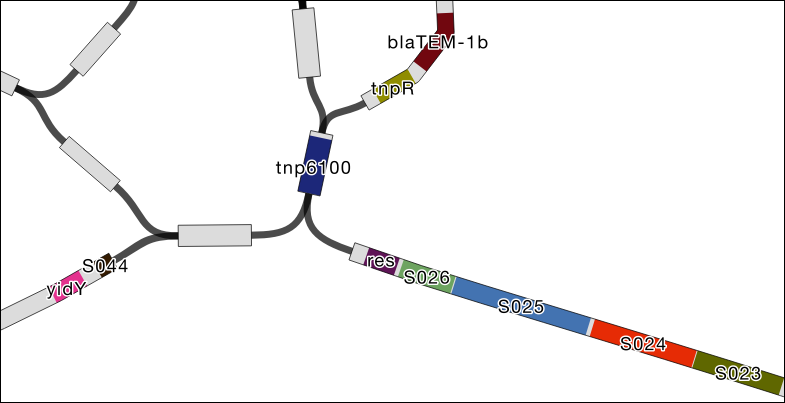 blaTEM-1b
tnpR
tnp6100
S044
yidY
res
S026
S025
S024
S023